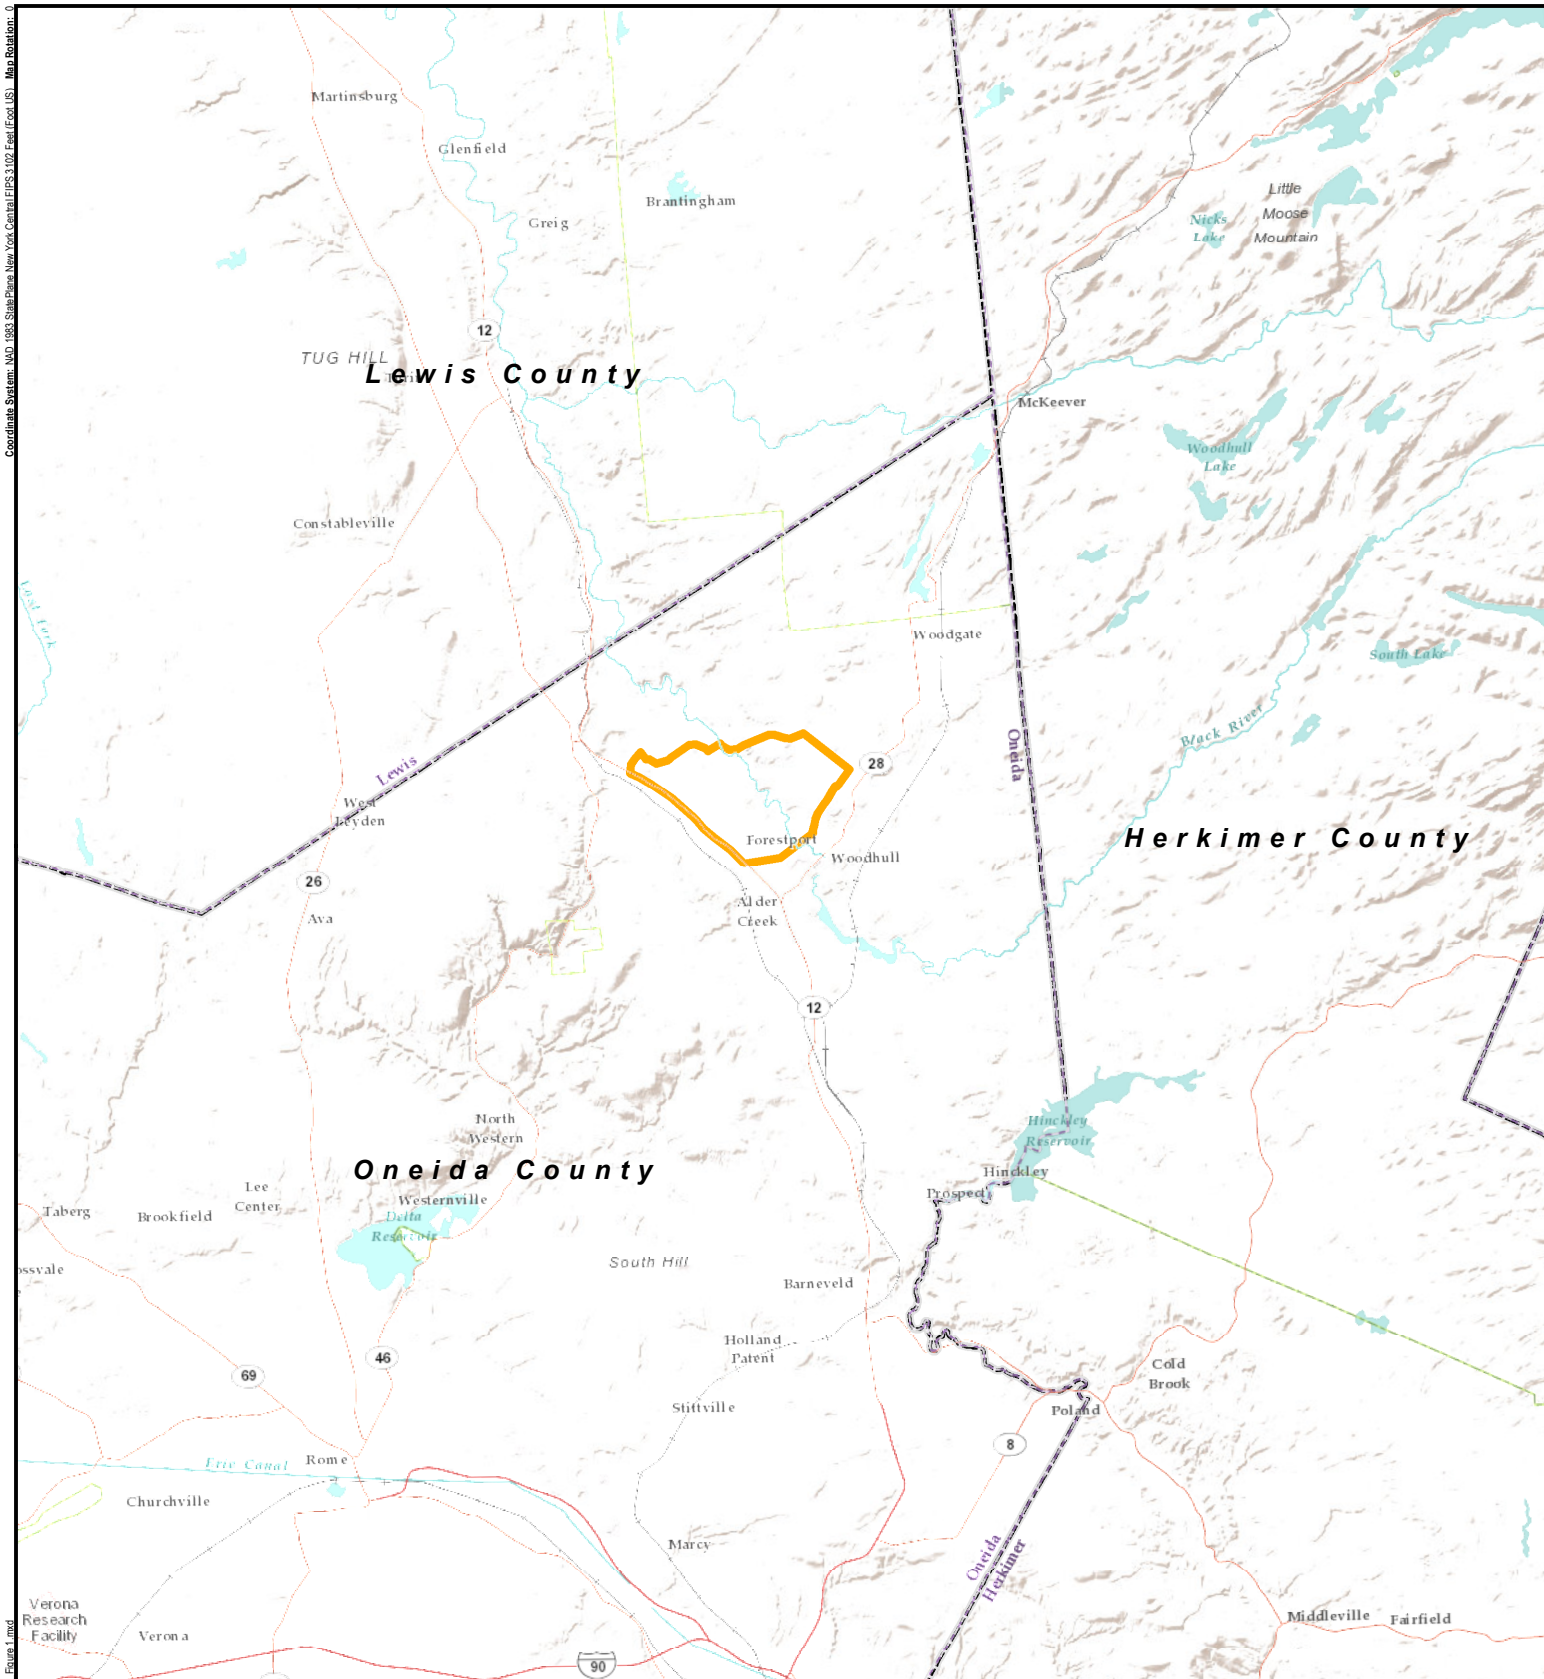 Coordinate System: NAD 1983 StatePlane New York Central FIPS 3102 Feet (Foot US) Map Rotation: 0
Martinsburg
Glenfield
Greig
Brantingham
Little
Moose
Mountain
Nicks
Lake
12
TUG HILL
Lewis County
McKeever
Woodhull
Lake
Constableville
East Fork
Woodgate
South Lake
Black River
Oneida
Lewis
28
West
Leyden
Forestport
Woodhull
Herkimer County
26
Ava
Alder
Creek
12
North
Western
Hinckley
Reservoir
Oneida County
Hinckley
Prospect
Lee
Center
Westernville
Taberg
Brookfield
Delta
Reservoir
ossvale
South Hill
Barneveld
Holland
Patent
46
69
Cold
Brook
Stittville
Poland
8
Erie Canal
Rome
Churchville
Marcy
Oneida
Herkimer
Verona
Research
Facility
Verona
Middleville
Fairfield
90
Figure 1.mxd